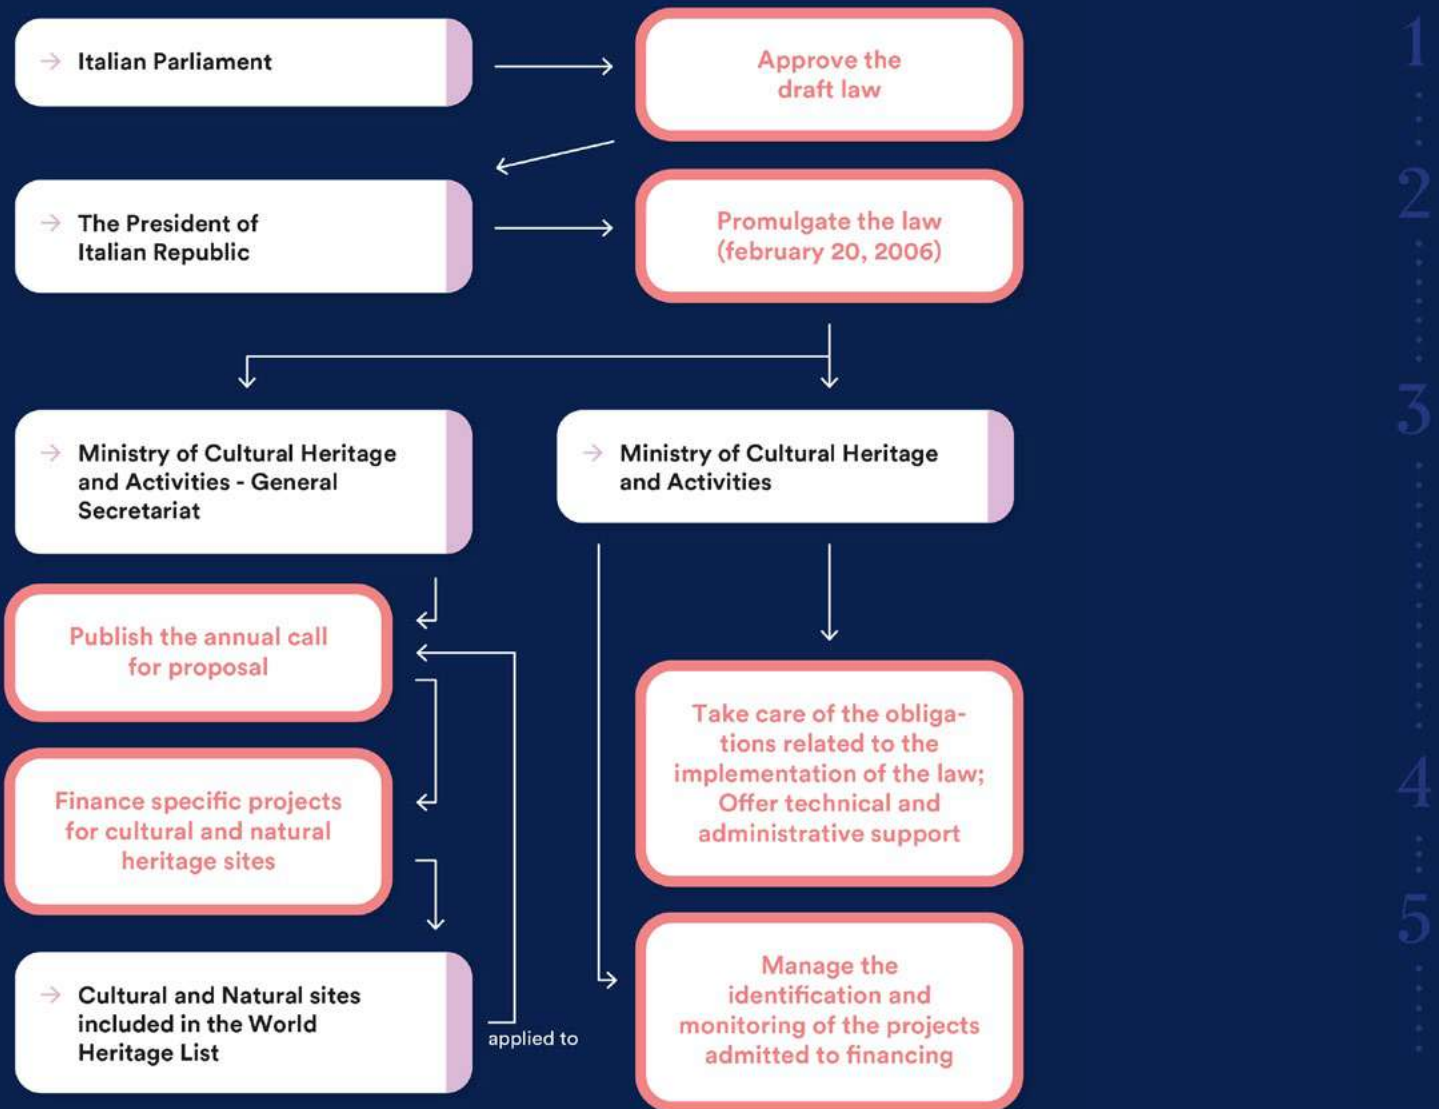 → Italian Parliament
Approve the
draft law
→ The President of
Italian Republic
Promulgate the law
(february 20, 2006)
→ Ministry of Cultural Heritage
and Activities - General
Secretariat
→ Ministry of Cultural Heritage
and Activities
Publish the annual call
for proposal
Finance specific projects
for cultural and natural
heritage sites
→ Cultural and Natural sites
included in the World
Heritage List
applied to
Take care of the obliga-
tions related to the
implementation of the law;
Offer technical and
administrative support
Manage the
identification and
monitoring of the projects
admitted to financing
1
2
3
4
5